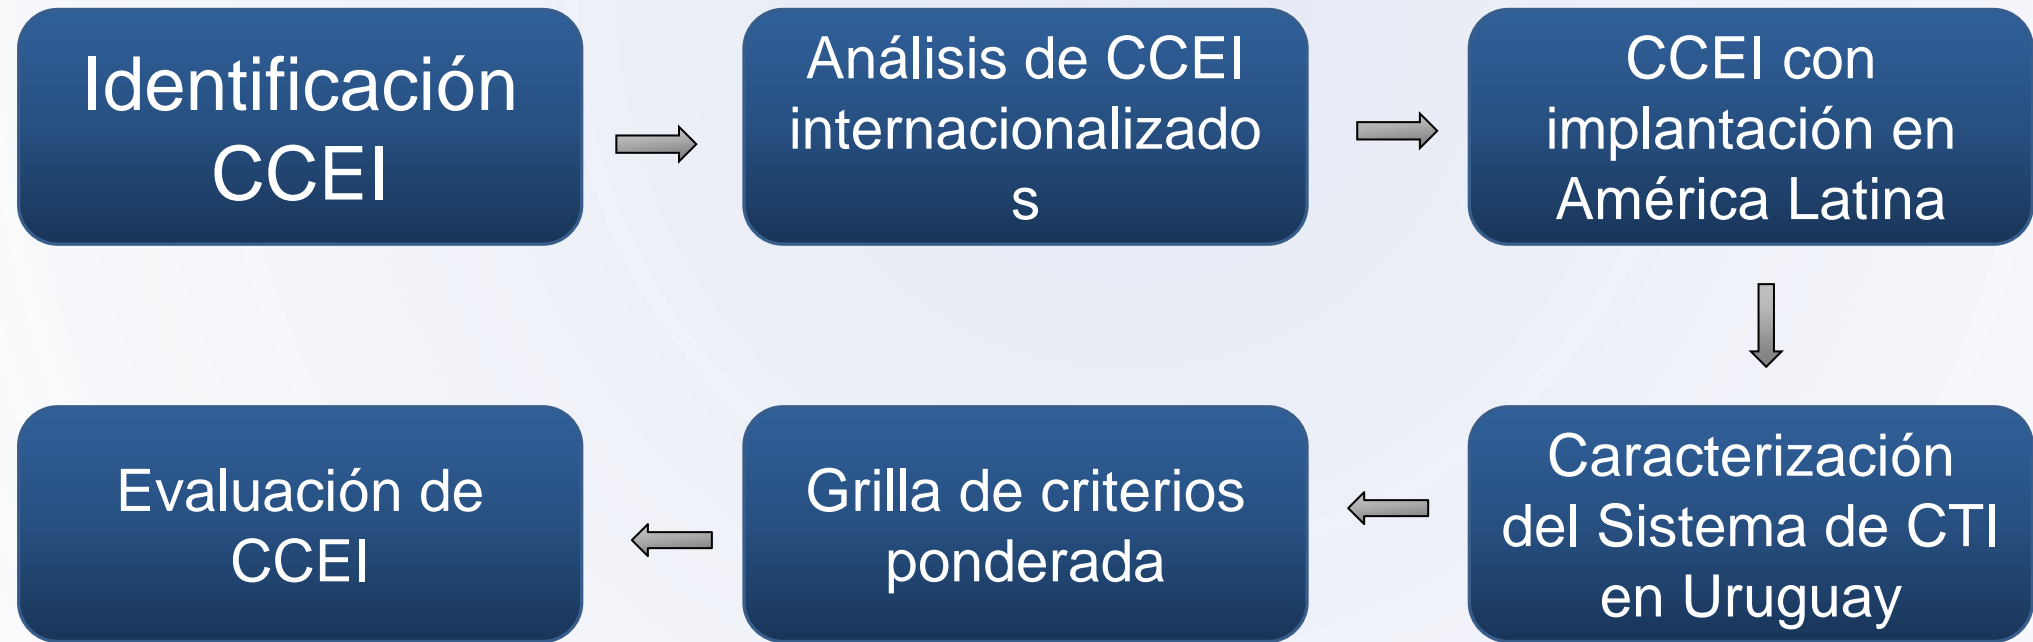 Identificación
CCEI
Análisis de CCEI
internacionalizado
s
CCEI con
implantación en
América Latina
Caracterización
del Sistema de CTI
en Uruguay
Grilla de criterios
ponderada
Evaluación de
CCEI